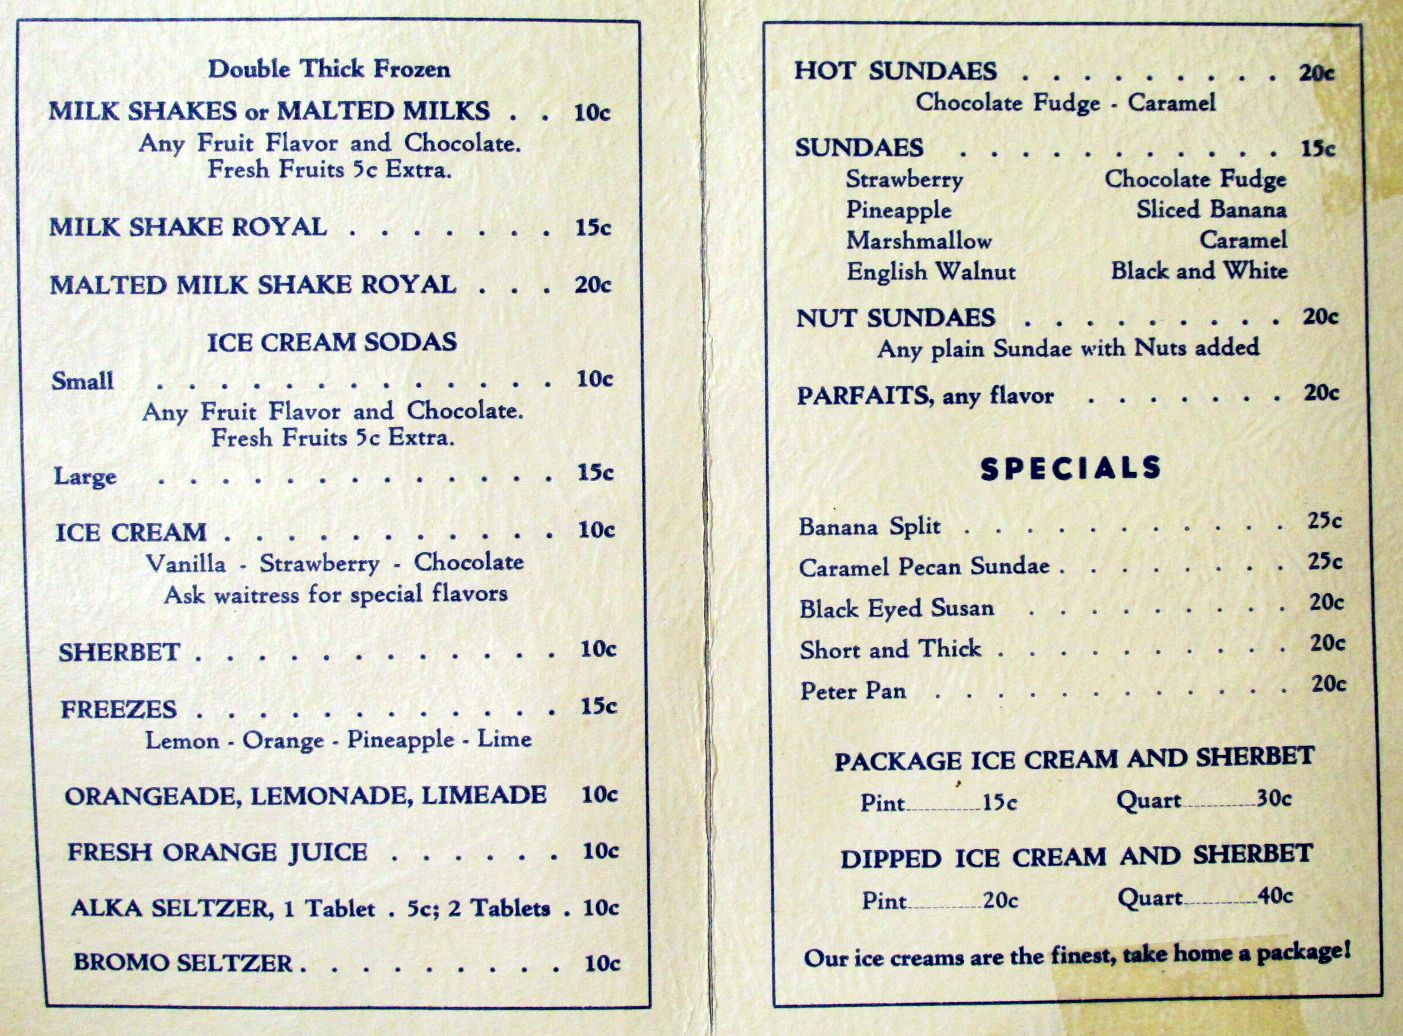 Double Thick Frozen
MILK SHAKES or MALTED MILKS . . 10c
Any Fruit Flavor and Chocolate.
Fresh Fruits 5c Extra.
MILK SHAKE ROYAL . . . . . . . 15c
MALTED MILK SHAKE ROYAL . . . 20c
ICE CREAM SODAS
Small . . . . . . . . . . . . . 10c
Any Fruit Flavor and Chocolate.
Fresh Fruits 5c Extra.
Large . . . . . . . . . . . . . 15c
ICE CREAM . . . . . . . . . . . 10c
Vanilla - Strawberry - Chocolate
Ask waitress for special flavors
SHERBET . . . . . . . . . . . . 10c
FREEZES . . . . . . . . . . . . 15c
Lemon - Orange - Pineapple - Lime
ORANGEADE, LEMONADE, LIMEADE 10c
FRESH ORANGE JUICE . . . . . . 10c
ALKA SELTZER, 1 Tablet . 5c; 2 Tablets . 10c
BROMO SELTZER . . . . . . . . . 10c
HOT SUNDAES . . . . . . . . . 20c
Chocolate Fudge - Caramel
SUNDAES . . . . . . . . . . . 15c
Strawberry Chocolate Fudge
Pineapple Sliced Banana
Marshmallow Caramel
English Walnut Black and White
NUT SUNDAES . . . . . . . . . 20c
Any plain Sundae with Nuts added
PARFAITS, any flavor . . . . . . . 20c
SPECIALS
Banana Split . . . . . . . . . . . 25c
Caramel Pecan Sundae . . . . . . . . 25c
Black Eyed Susan . . . . . . . . . 20c
Short and Thick . . . . . . . . . . 20c
Peter Pan . . . . . . . . . . . . 20c
PACKAGE ICE CREAM AND SHERBET
Pint............15c Quart............30c
DIPPED ICE CREAM AND SHERBET
Pint............20c Quart............40c
Our ice creams are the finest, take home a package!